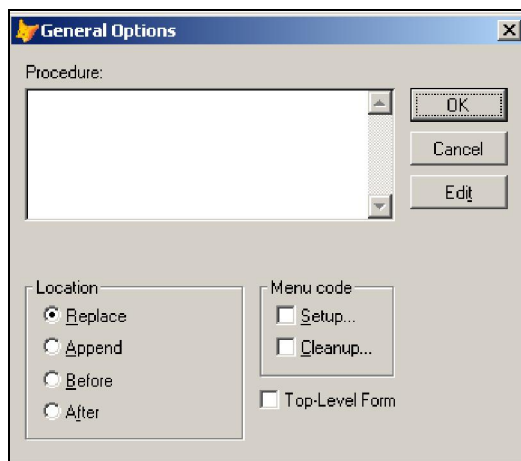 General Options
Procedure:
OK
Cancel
Edit
Location
Replace
Append
Before
After
Menu code
Setup...
Cleanup...
Top-Level Form